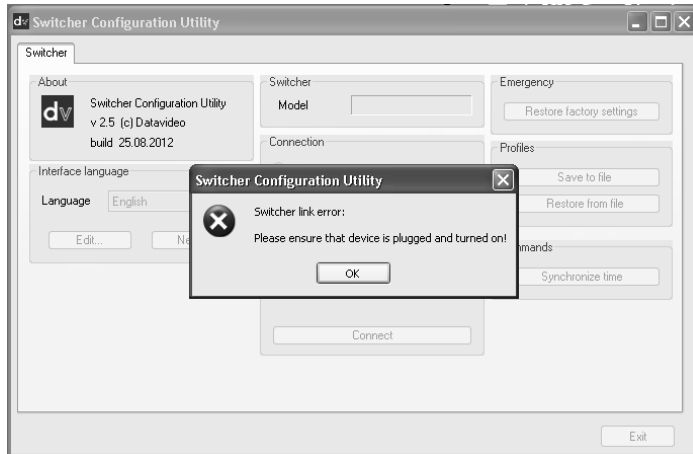 dv Switcher Configuration Utility
Switcher
About
dv
Switcher Configuration Utility
v 2.5 (c) Datavideo
build 25.08.2012
Interface language
Language English
Edit...
Switcher
Model
Connection
Connect
Emergency
Restore factory settings
Profiles
Save to file
Restore from file
Synchronize time
Switcher Configuration Utility
Switcher link error:
Please ensure that device is plugged and turned on!
OK
Exit